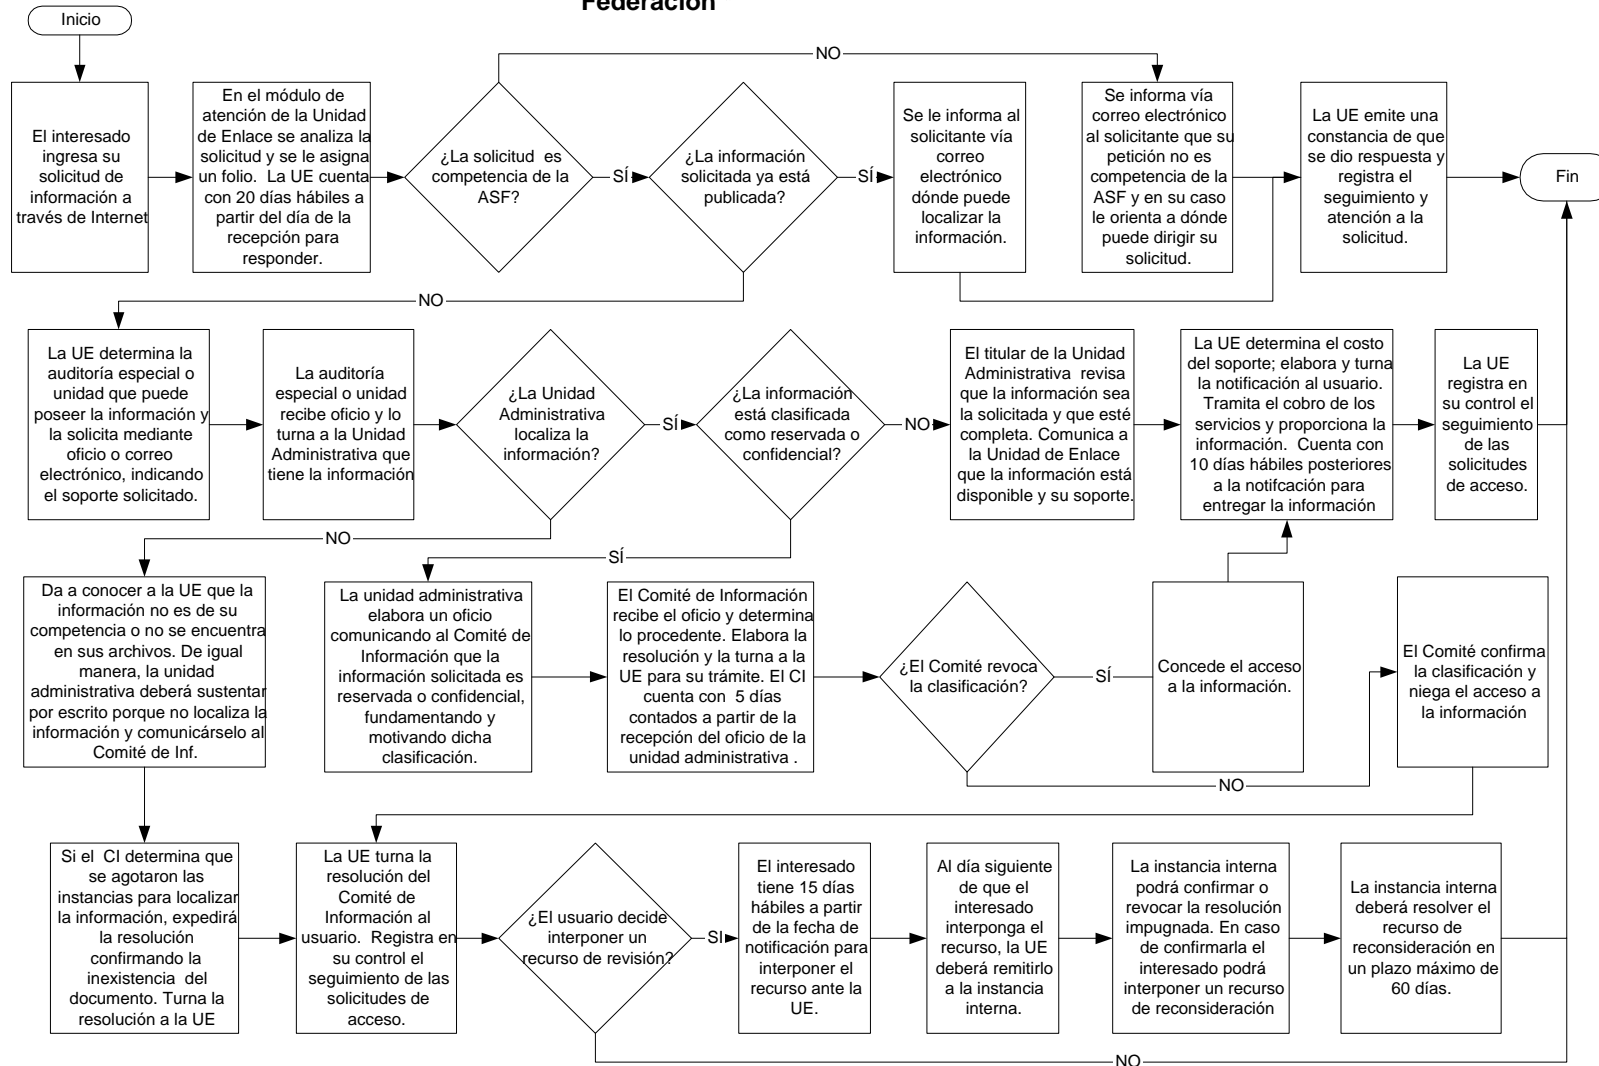 Federación
Inicio
NO
El interesado
ingresa su
solicitud de
información a
través de Internet
En el módulo de
atención de la Unidad
de Enlace se analiza la
solicitud y se le asigna
un folio. La UE cuenta
con 20 días hábiles a
partir del día de la
recepción para
responder.
¿La solicitud es
competencia de la
ASF?
SÍ
¿La información
solicitada ya está
publicada?
SÍ
Se le informa al
solicitante vía
correo
electrónico
dónde puede
localizar la
información.
Se informa vía
correo electrónico
al solicitante que su
petición no es
competencia de la
ASF y en su caso
le orienta a dónde
puede dirigir su
solicitud.
La UE emite una
constancia de que
se dio respuesta y
registra el
seguimiento y
atención a la
solicitud.
Fin
NO
La UE determina la
auditoría especial o
unidad que puede
poseer la información y
la solicita mediante
oficio o correo
electrónico, indicando
el soporte solicitado.
La auditoría
especial o unidad
recibe oficio y lo
turna a la Unidad
Administrativa que
tiene la información
¿La Unidad
Administrativa
localiza la
información?
SÍ
¿La información
está clasificada
como reservada o
confidencial?
NO
El titular de la Unidad
Administrativa revisa
que la información sea
la solicitada y que esté
completa. Comunica a
la Unidad de Enlace
que la información está
disponible y su soporte.
La UE determina el costo
del soporte; elabora y turna
la notificación al usuario.
Tramita el cobro de los
servicios y proporciona la
información. Cuenta con
10 días hábiles posteriores
a la notifcación para
entregar la información
La UE
registra en
su control el
seguimiento
de las
solicitudes
de acceso.
NO
SÍ
Da a conocer a la UE que la
información no es de su
competencia o no se encuentra
en sus archivos. De igual
manera, la unidad
administrativa deberá sustentar
por escrito porque no localiza la
información y comunicárselo al
Comité de Inf.
La unidad administrativa
elabora un oficio
comunicando al Comité de
Información que la
información solicitada es
reservada o confidencial,
fundamentando y
motivando dicha
clasificación.
El Comité de Información
recibe el oficio y determina
lo procedente. Elabora la
resolución y la turna a la
UE para su trámite. El CI
cuenta con 5 días
contados a partir de la
recepción del oficio de la
unidad administrativa .
¿El Comité revoca
la clasificación?
SÍ
Concede el acceso
a la información.
El Comité confirma
la clasificación y
niega el acceso a
la información
NO
Si el CI determina que
se agotaron las
instancias para localizar
la información, expedirá
la resolución
confirmando la
inexistencia del
documento. Turna la
resolución a la UE
La UE turna la
resolución del
Comité de
Información al
usuario. Registra en
su control el
seguimiento de las
solicitudes de
acceso.
¿El usuario decide
interponer un
recurso de revisión?
SI
El interesado
tiene 15 días
hábiles a partir
de la fecha de
notificación para
interponer el
recurso ante la
UE.
Al día siguiente
de que el
interesado
interponga el
recurso, la UE
deberá remitirlo
a la instancia
interna.
La instancia interna
podrá confirmar o
revocar la resolución
impugnada. En caso
de confirmarla el
interesado podrá
interponer un recurso
de reconsideración
La instancia interna
deberá resolver el
recurso de
reconsideración en
un plazo máximo de
60 días.
NO